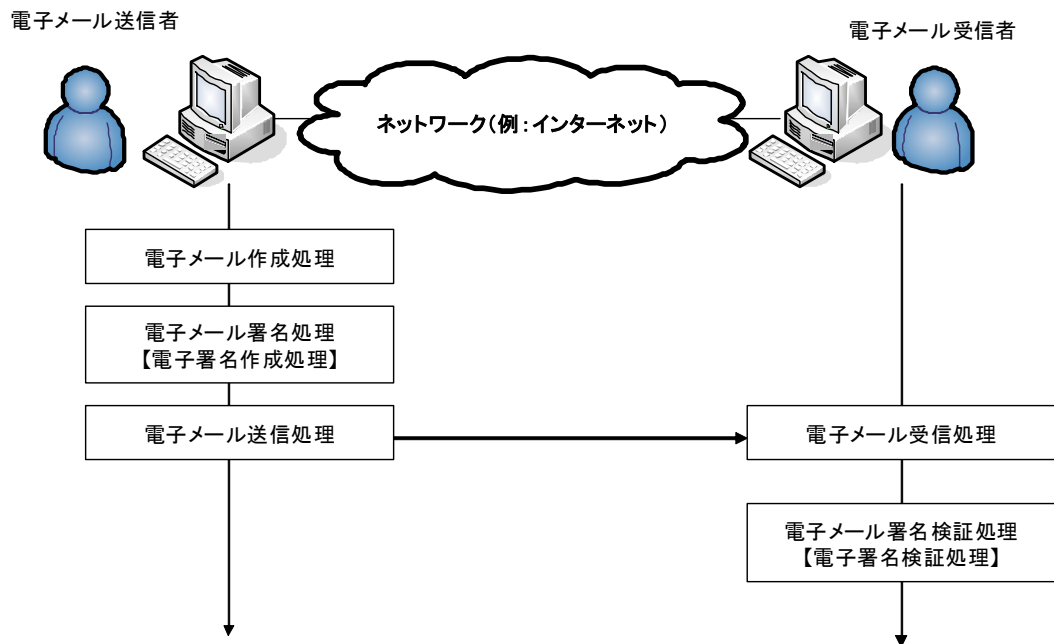 電子メール送信者
電子メール受信者
ネットワーク(例:インターネット)
電子メール作成処理
電子メール署名処理
【電子署名作成処理】
電子メール送信処理
電子メール受信処理
電子メール署名検証処理
【電子署名検証処理】